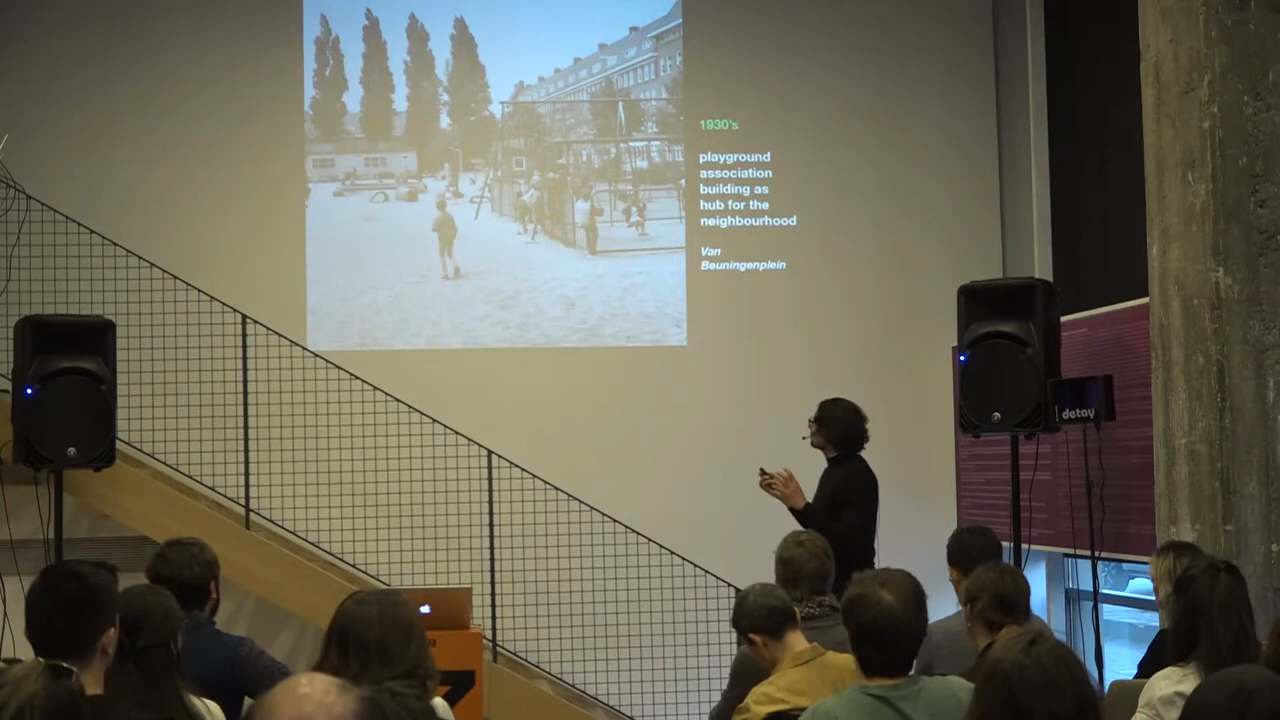 1930's
playground
association
building as
hub for the
neighbourhood
Van
Beuningenplein
detay